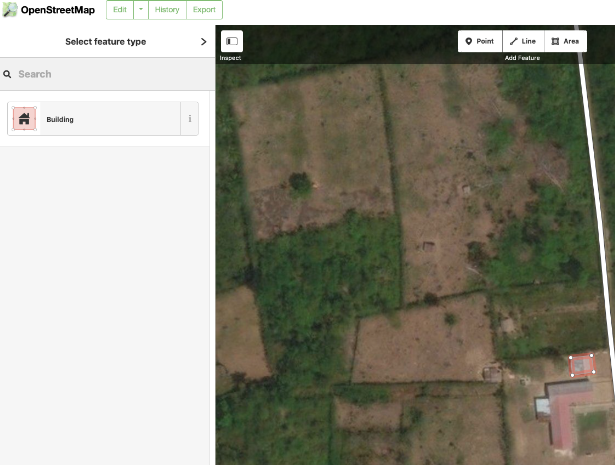 OpenStreetMap Edit History Export
Select feature type
Search
Building i
Point Line Area
Inspect Add Feature